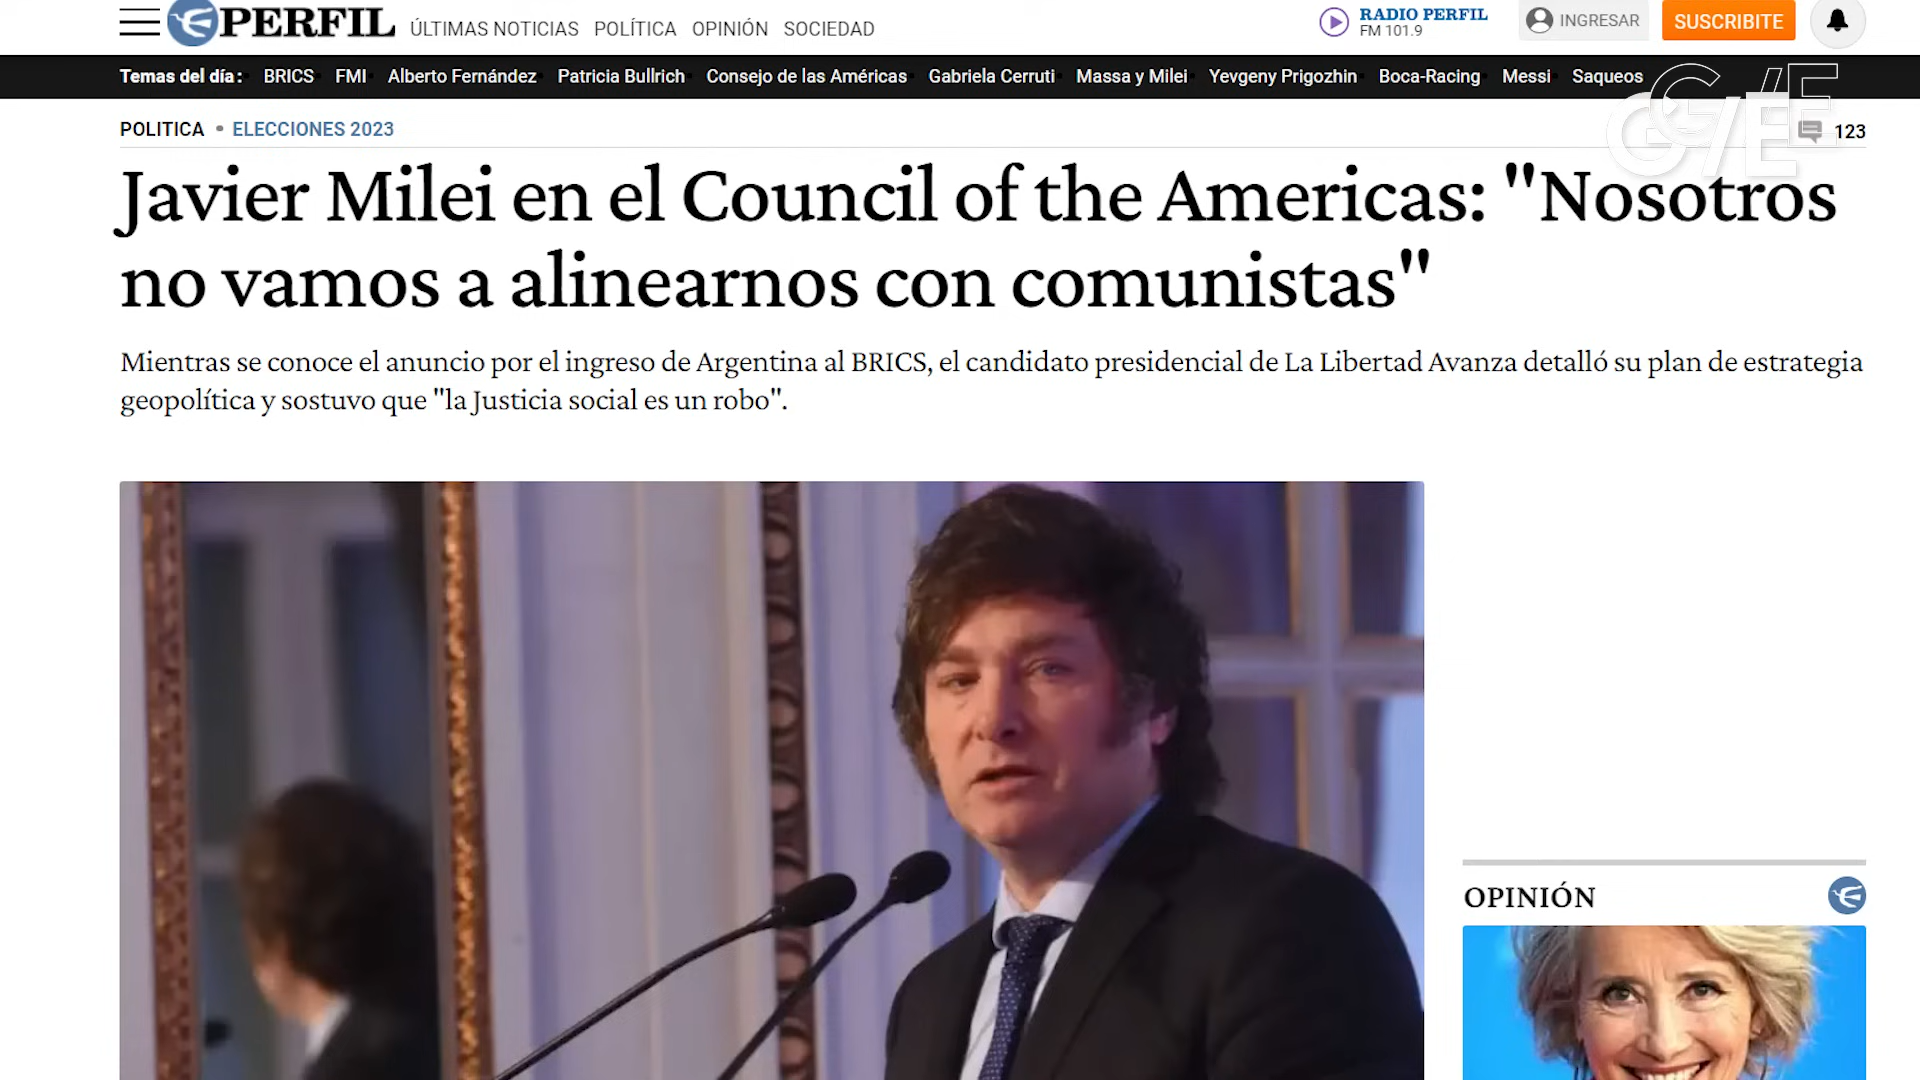 PERFIL
ÚLTIMAS NOTICIAS POLÍTICA OPINIÓN SOCIEDAD
RADIO PERFIL
FM 101.9
INGRESAR
SUSCRIBITE
Temas del día: BRICS FMI Alberto Fernández Patricia Bullrich Consejo de las Américas Gabriela Cerruti Massa y Milei Yevgeny Prigozhin Boca-Racing Messi Saqueos
POLITICA • ELECCIONES 2023
123
G/E
G/E
Javier Milei en el Council of the Americas: "Nosotros
no vamos a alinearnos con comunistas"
Mientras se conoce el anuncio por el ingreso de Argentina al BRICS, el candidato presidencial de La Libertad Avanza detalló su plan de estrategia
geopolítica y sostuvo que "la Justicia social es un robo".
OPINIÓN